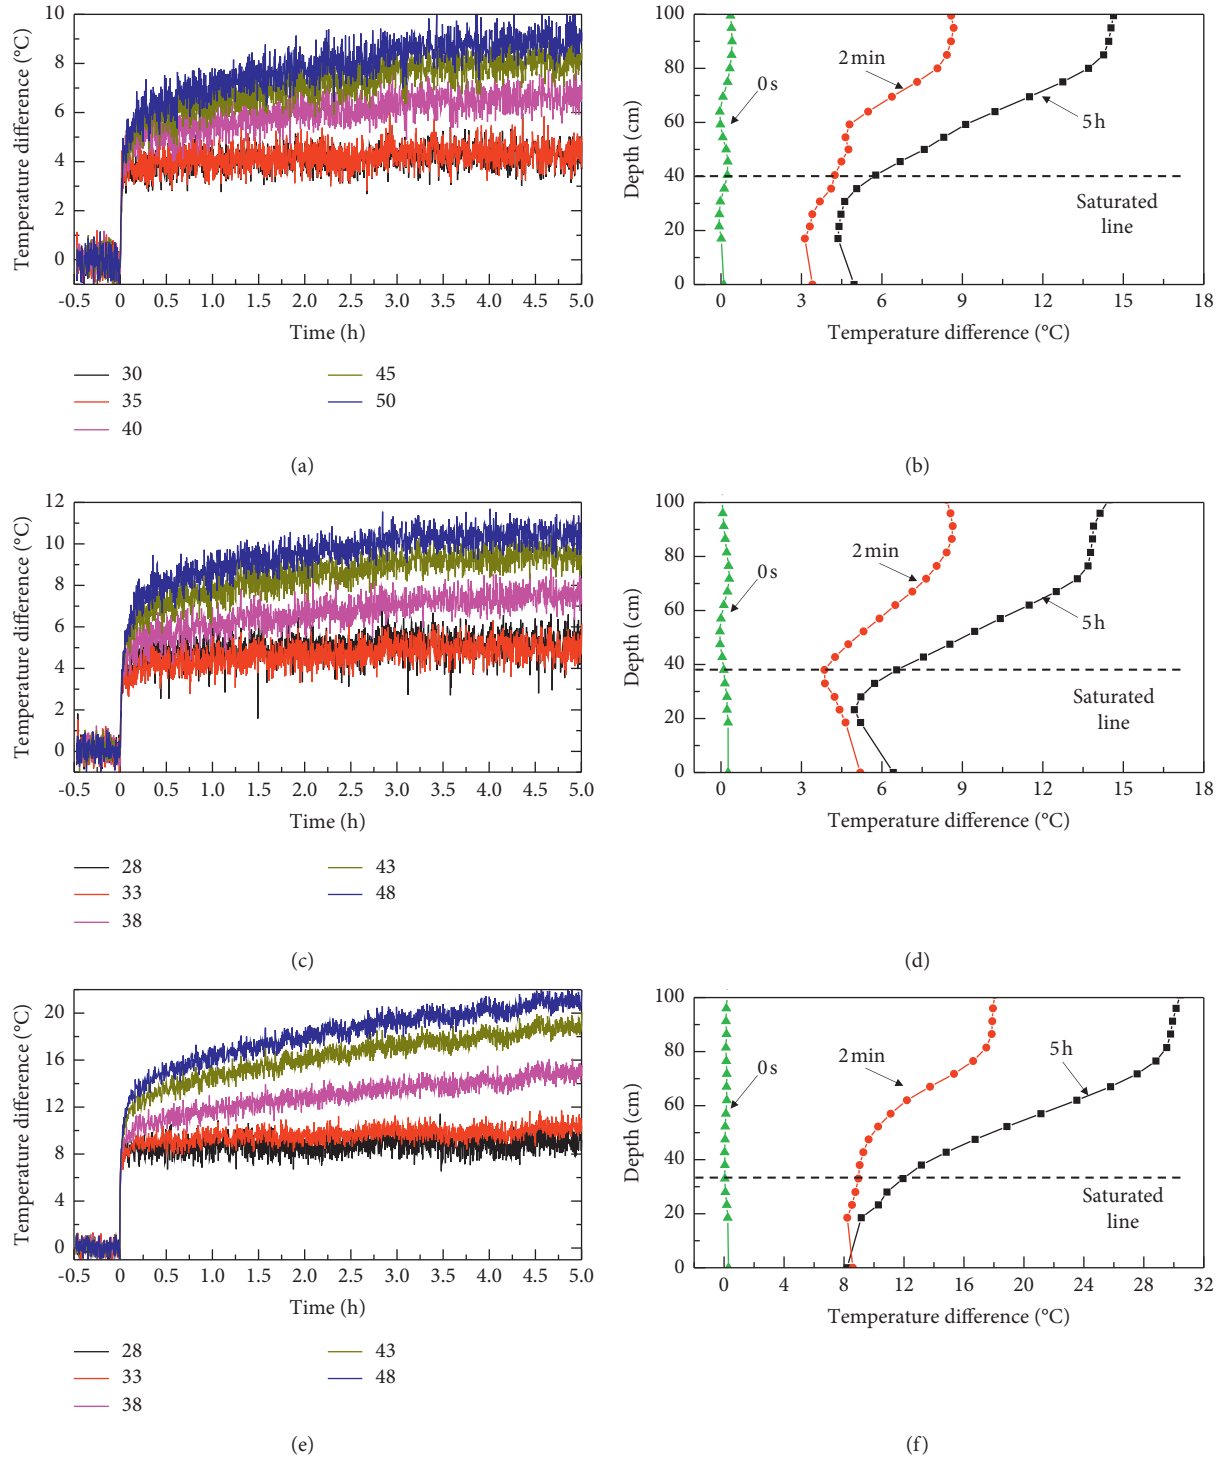 10
8
6
4
2
0
Temperature difference (°C)
-0.5 0 0.5 1.0 1.5 2.0 2.5 3.0 3.5 4.0 4.5 5.0
Time (h)
30
35
40
45
50
(a)
100
80
60
40
20
0
Depth (cm)
0 s
2 min
5 h
Saturated
line
0 3 6 9 12 15 18
Temperature difference (°C)
(b)
12
10
8
6
4
2
0
Temperature difference (°C)
-0.5 0 0.5 1.0 1.5 2.0 2.5 3.0 3.5 4.0 4.5 5.0
Time (h)
28
33
38
43
48
(c)
100
80
60
40
20
0
Depth (cm)
0 s
2 min
5 h
Saturated
line
0 3 6 9 12 15 18
Temperature difference (°C)
(d)
20
16
12
8
4
0
Temperature difference (°C)
-0.5 0 0.5 1.0 1.5 2.0 2.5 3.0 3.5 4.0 4.5 5.0
Time (h)
28
33
38
43
48
(e)
100
80
60
40
20
0
Depth (cm)
0 s
2 min
5 h
Saturated
line
0 4 8 12 16 20 24 28 32
Temperature difference (°C)
(f)